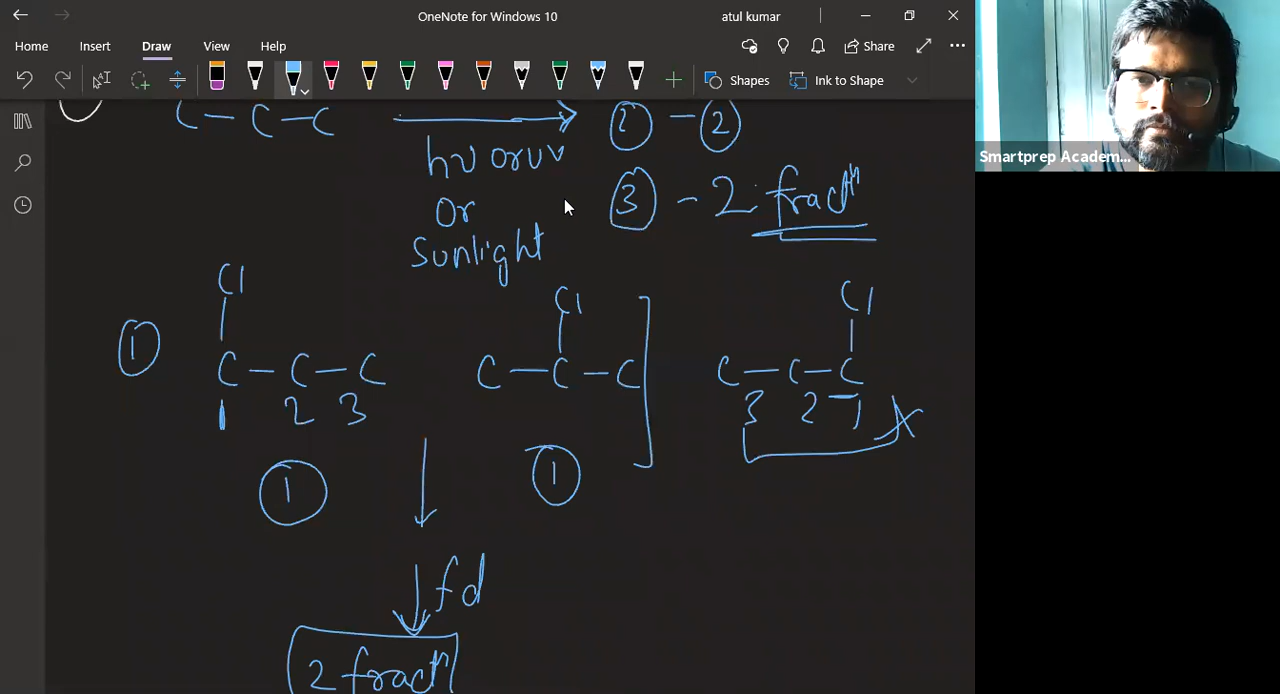 OneNote for Windows 10
atul kumar
Home Insert Draw View Help
Share
Shapes
Ink to Shape
C - C - C
① - ②
hν or uv
or
sunlight
③ - 2 fractⁿ
Smartprep Academ...
Cl
Cl
Cl
①
C - C - C
C - C - C
C - C - C
1 2 3
3 2 1
①
①
fd
2 fractⁿ